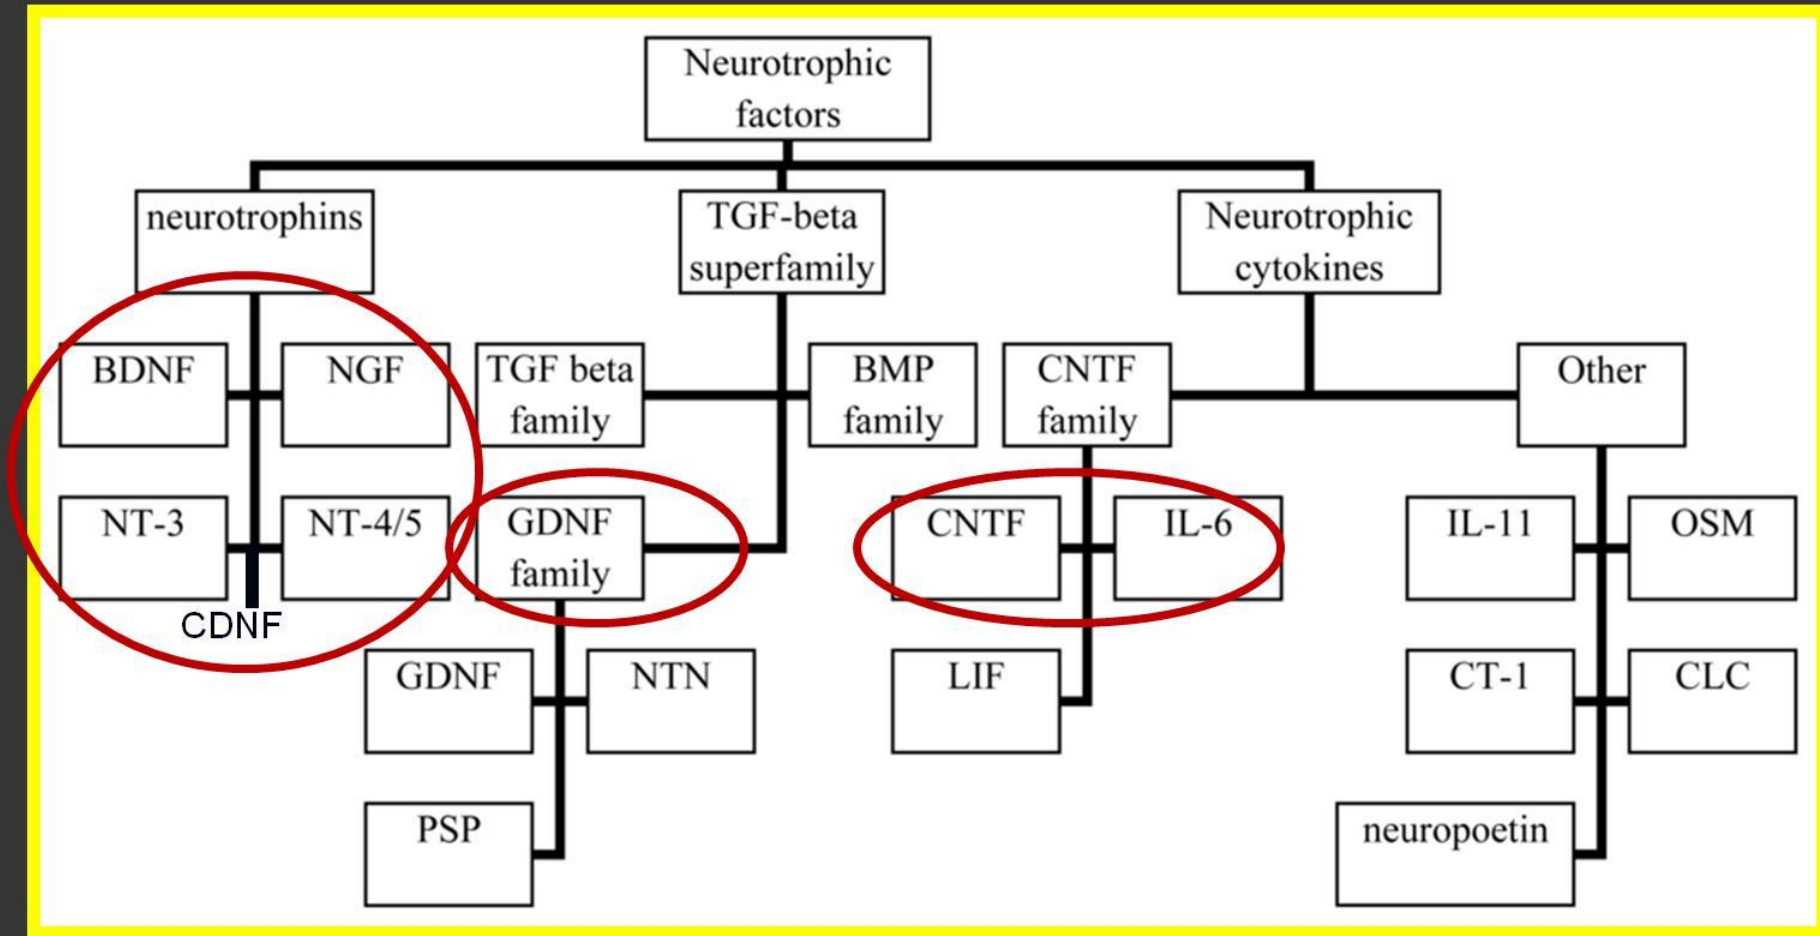 Neurotrophic
factors
neurotrophins
TGF-beta
superfamily
Neurotrophic
cytokines
BDNF
NGF
TGF beta
family
BMP
family
CNTF
family
Other
NT-3
NT-4/5
GDNF
family
CNTF
IL-6
IL-11
OSM
CDNF
GDNF
NTN
LIF
CT-1
CLC
PSP
neuropoetin